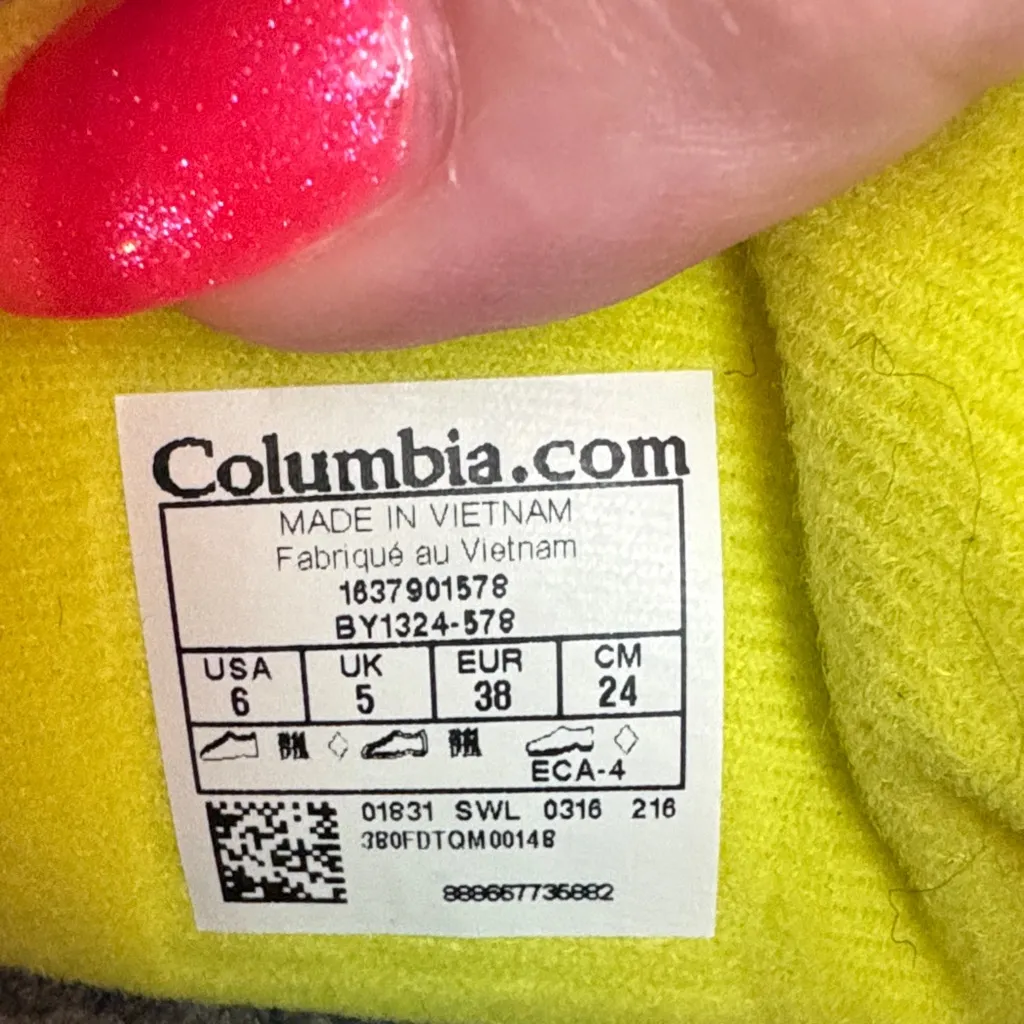 Columbia.com
MADE IN VIETNAM
Fabriqué au Vietnam
1637901578
BY1324-578
USA UK EUR CM
6 5 38 24
ECA-4
01831 SWL 0316 216
3B0FDTQM0014B
888667735882